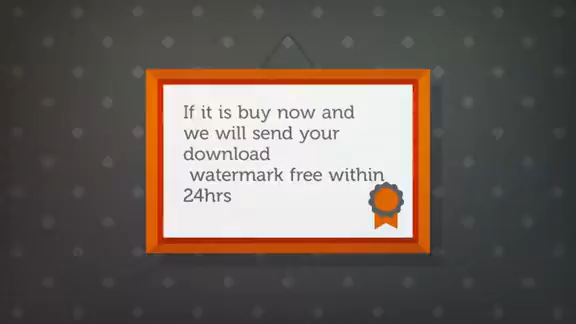 If it is buy now and
we will send your
download
watermark free within
24hrs